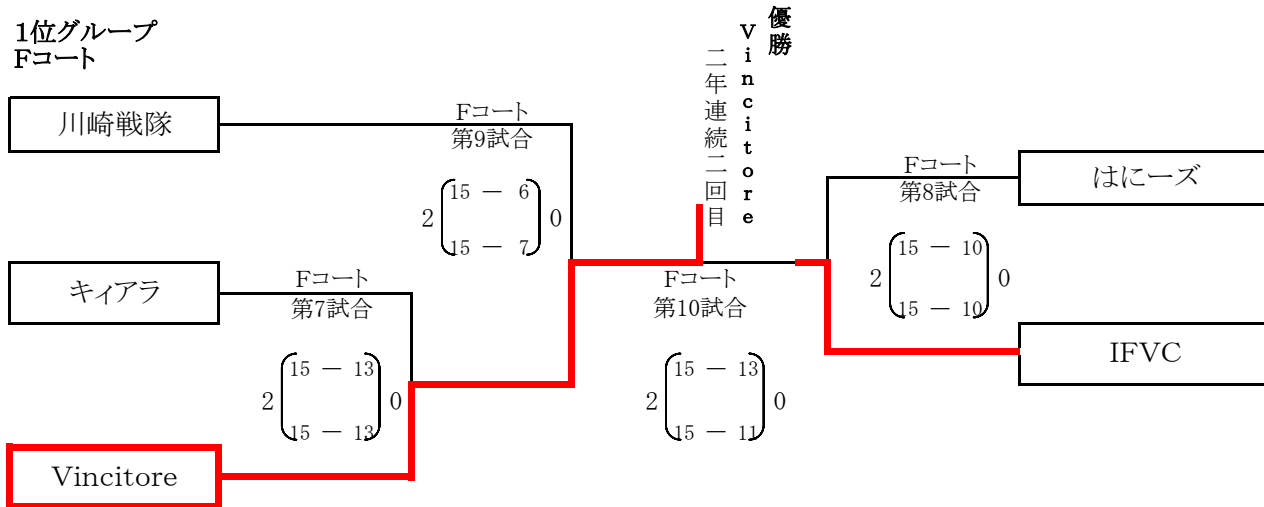 1位グループ
Fコート
優勝
Vincitore
二年連続二回目
川崎戦隊
Fコート
第9試合
2 15 － 6 0
15 － 7
キィアラ
Fコート
第7試合
2 15 － 13 0
15 － 13
Vincitore
Fコート
第10試合
2 15 － 13 0
15 － 11
はにーズ
Fコート
第8試合
2 15 － 10 0
15 － 10
IFVC